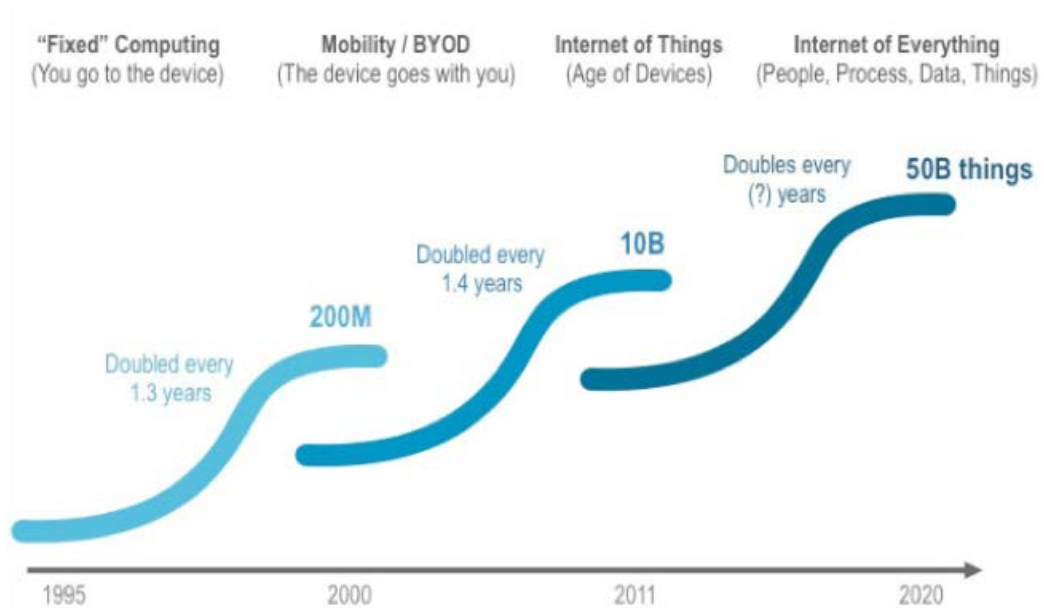 “Fixed” Computing
(You go to the device)
Mobility / BYOD
(The device goes with you)
Internet of Things
(Age of Devices)
Internet of Everything
(People, Process, Data, Things)
Doubled every
1.3 years
200M
Doubled every
1.4 years
10B
Doubles every
(?) years
50B things
1995
2000
2011
2020